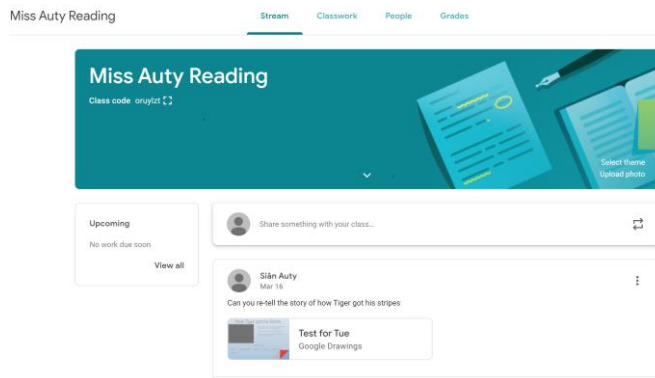 Miss Auty Reading
Stream Classwork People Grades
Miss Auty Reading
Class code oruylzt
Select theme
Upload photo
Upcoming
No work due soon
View all
Share something with your class...
Siân Auty
Mar 16
Can you re-tell the story of how Tiger got his stripes
Test for Tue
Google Drawings